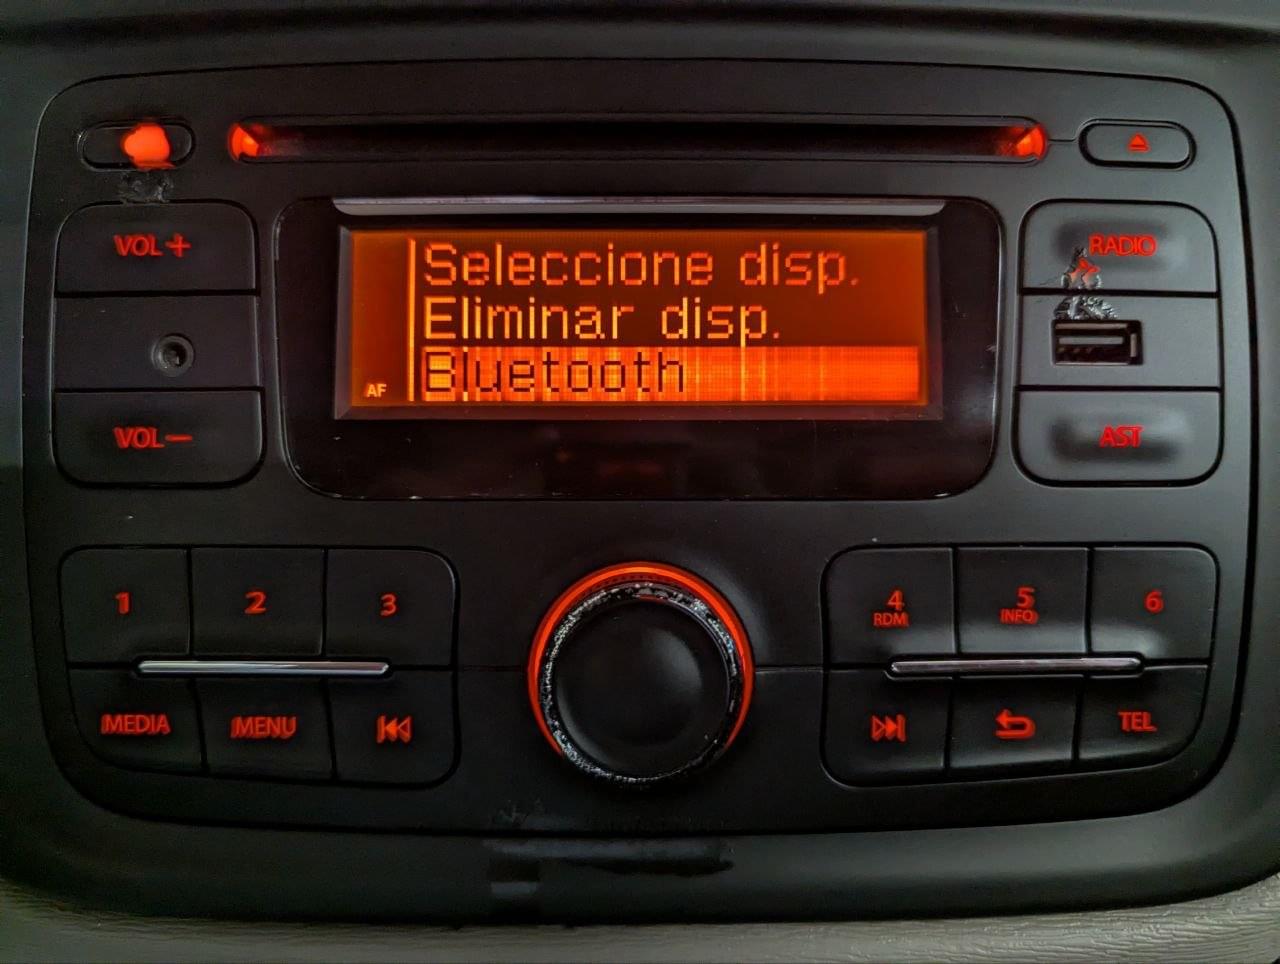 VOL+
Seleccione disp.
Eliminar disp.
Bluetooth
AF
VOL−
RADIO
AST
1
2
3
4
RDM
5
INFO
6
MEDIA
MENU
TEL